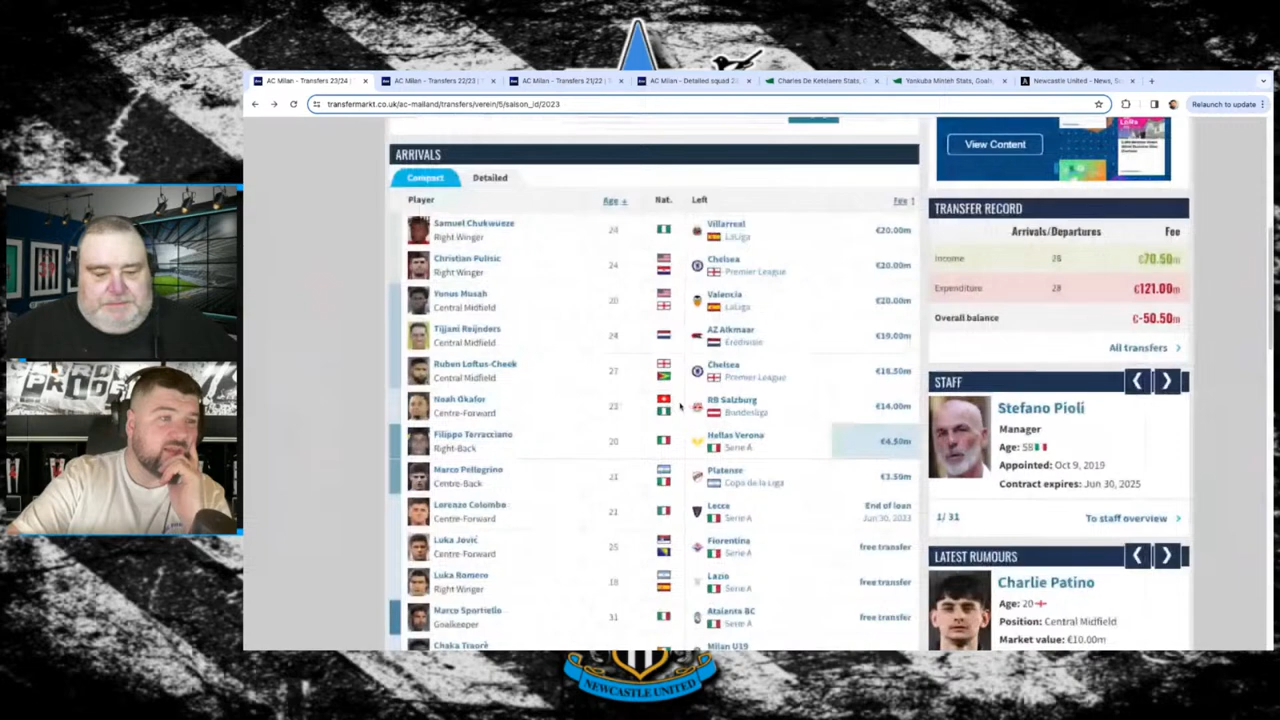 AC Milan - Transfers 23/24 |
AC Milan - Transfers 22/23 |
AC Milan - Transfers 21/22 |
AC Milan - Detailed squad 2
Charles De Ketelaere Stats, G
Yankuba Minteh Stats, Goals
Newcastle United - News, S
transfermarkt.co.uk/ac-mailand/transfers/verein/5/saison_id/2023
Relaunch to update
ARRIVALS
Compact
Detailed
Player
Age
Nat.
Left
Fee
Samuel Chukwueze
Right Winger
24
Villarreal
LaLiga
€20.00m
Christian Pulisic
Right Winger
24
Chelsea
Premier League
€20.00m
Yunus Musah
Central Midfield
20
Valencia
LaLiga
€20.00m
Tijjani Reijnders
Central Midfield
24
AZ Alkmaar
Eredivisie
€19.00m
Ruben Loftus-Cheek
Central Midfield
27
Chelsea
Premier League
€18.50m
Noah Okafor
Centre-Forward
23
RB Salzburg
Bundesliga
€14.00m
Filippo Terracciano
Right-Back
20
Hellas Verona
Serie A
€4.50m
Marco Pellegrino
Centre-Back
21
Platense
Copa de la Liga
€3.50m
Lorenzo Colombo
Centre-Forward
21
Lecce
Serie A
End of loan
Jun 30, 2023
Luka Jovic
Centre-Forward
25
Fiorentina
Serie A
free transfer
Luka Romero
Right Winger
18
Lazio
Serie A
free transfer
Marco Sportiello
Goalkeeper
31
Atalanta BC
Serie A
free transfer
Chaka Traorè
Milan U19
View Content
TRANSFER RECORD
Arrivals/Departures
Fee
Income
28
€70.50m
Expenditure
28
€121.00m
Overall balance
€-50.50m
All transfers
STAFF
Stefano Pioli
Manager
Age: 58
Appointed: Oct 9, 2019
Contract expires: Jun 30, 2025
1/ 31
To staff overview
LATEST RUMOURS
Charlie Patino
Age: 20
Position: Central Midfield
Market value: €10.00m
NEWCASTLE UNITED